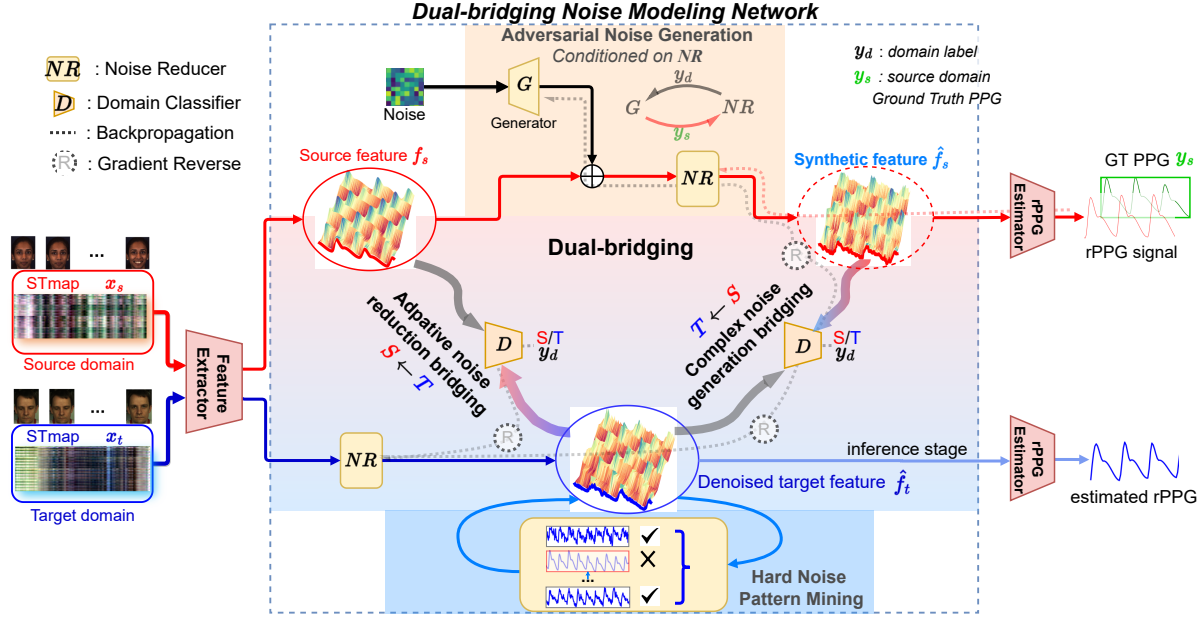 Dual-bridging Noise Modeling Network
NR : Noise Reducer
D : Domain Classifier
: Backpropagation
R : Gradient Reverse
Adversarial Noise Generation
Conditioned on NR
Noise
G
Generator
y_d
G NR
y_s
y_d : domain label
y_s : source domain
Ground Truth PPG
Source feature f_s
NR
Synthetic feature f̂_s
rPPG
Estimator
GT PPG y_s
rPPG signal
Dual-bridging
R
...
STmap x_s
Source domain
Feature
Extractor
Adpative noise
reduction bridging
S ← T
D
S/T
y_d
T ← S
Complex noise
generation bridging
D
S/T
y_d
...
STmap x_t
Target domain
NR
R
R
Denoised target feature f̂_t
inference stage
rPPG
Estimator
estimated rPPG
...
Hard Noise
Pattern Mining